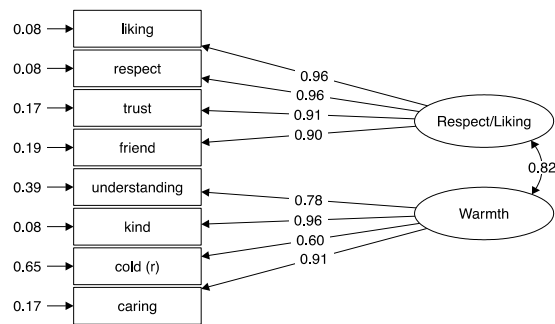 0.08 liking
0.08 respect 0.96
0.96
0.17 trust 0.91 Respect/Liking
0.19 friend 0.90
0.82
0.39 understanding 0.78
0.08 kind 0.96 Warmth
0.60
0.65 cold (r) 0.91
0.17 caring